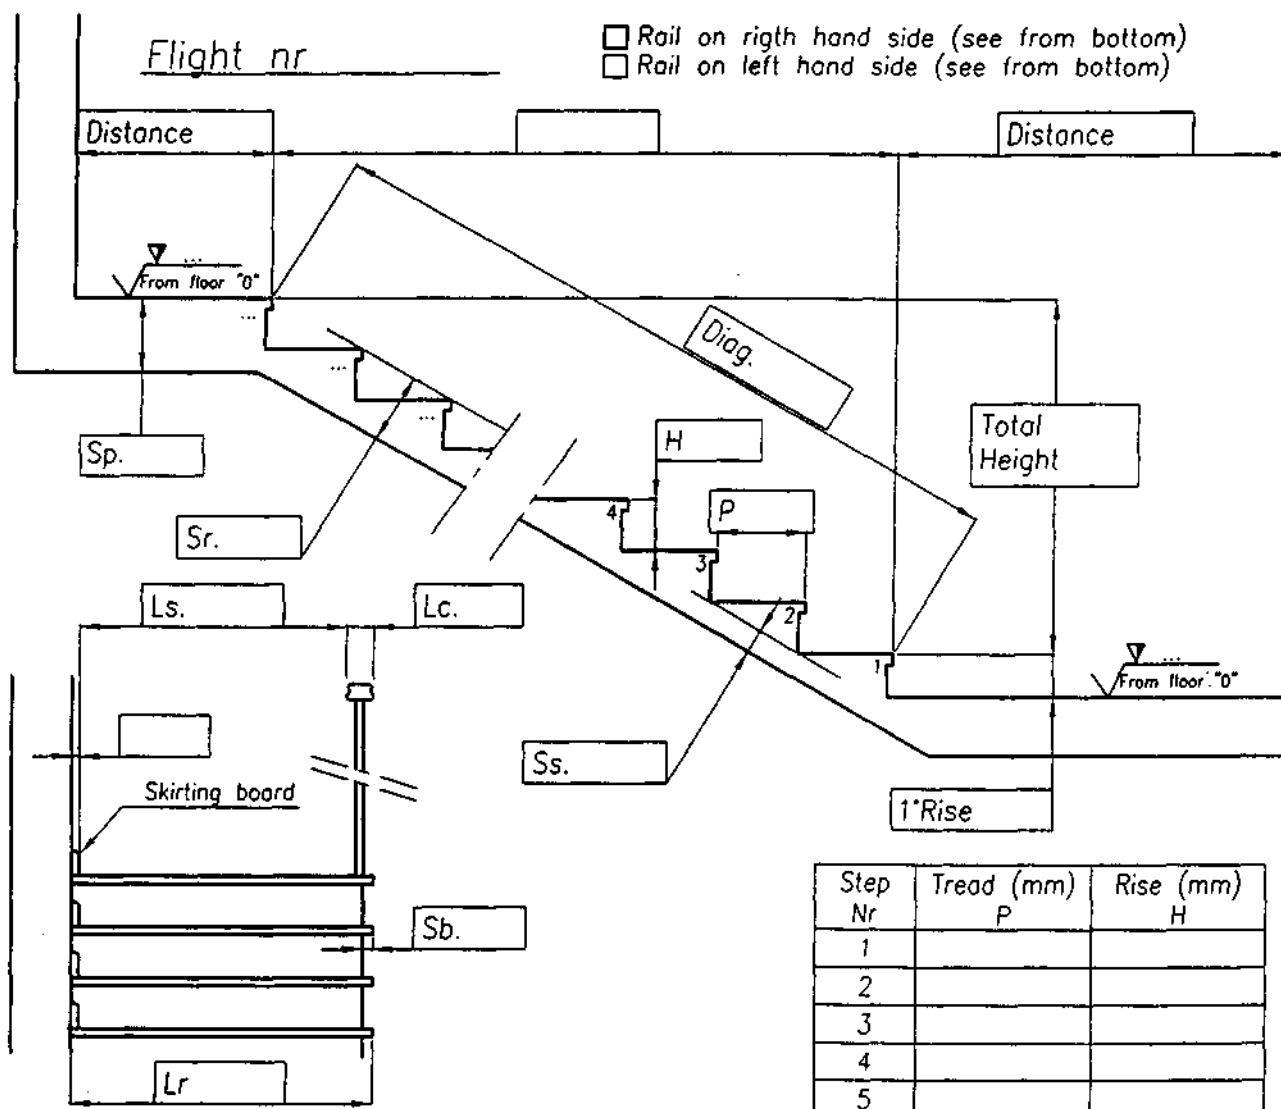 Flight nr
Rail on rigth hand side (see from bottom)
Rail on left hand side (see from bottom)
Distance
Distance
...
From floor "0"
...
...
...
Diag.
Total
Height
Sp.
H
P
Sr.
4
3
2
1
Ls.
Lc.
...
From floor "0"
Ss.
1°Rise
Skirting board
Sb.
Lr
Step Nr
Tread (mm) P
Rise (mm) H
1
2
3
4
5